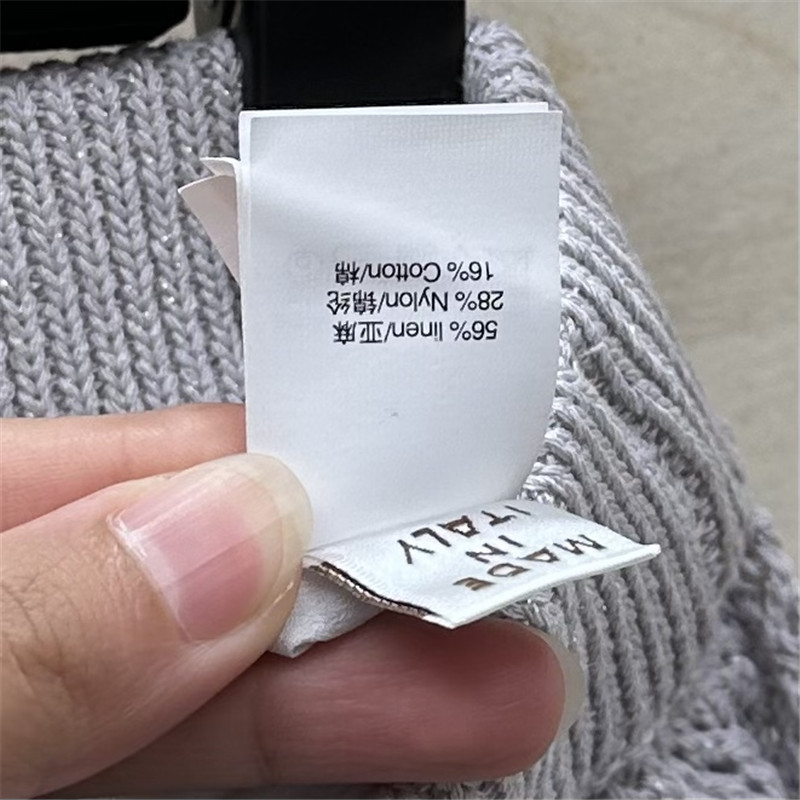 56% linen/亚麻
28% Nylon/锦纶
16% Cotton/棉
MADE
IN
ITALY